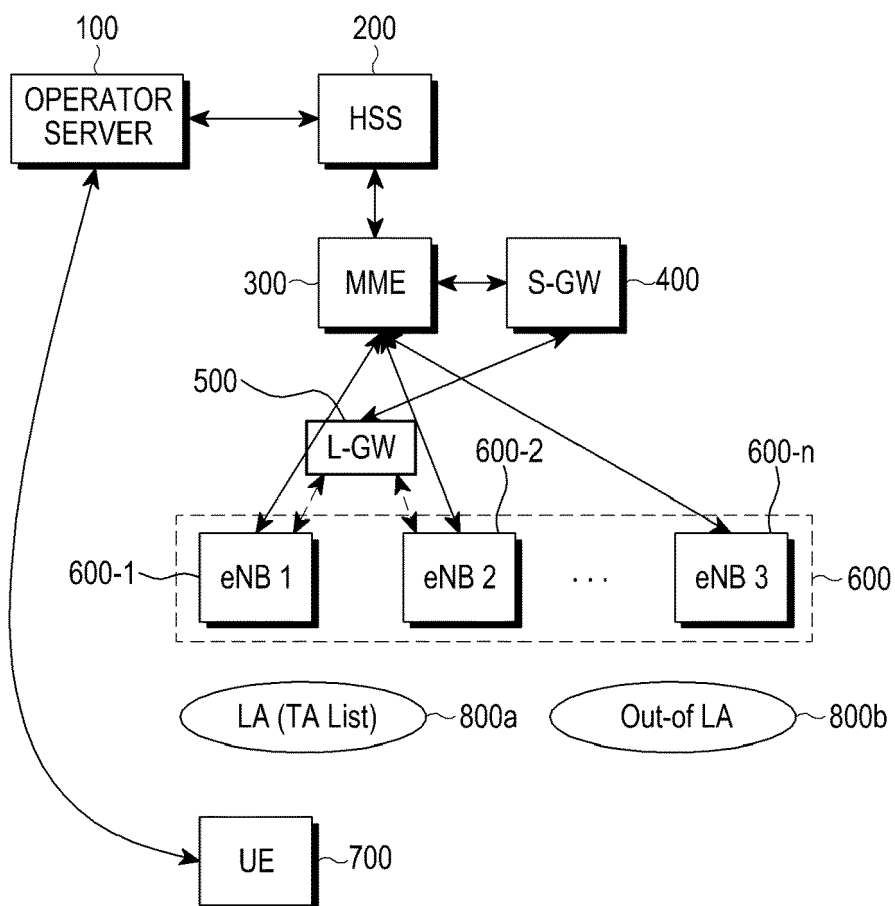 100
200
OPERATOR
SERVER
HSS
300
MME
S-GW
400
500
L-GW
600-2
600-n
600-1
eNB 1
eNB 2
...
eNB 3
600
LA (TA List)
800a
Out-of LA
800b
UE
700